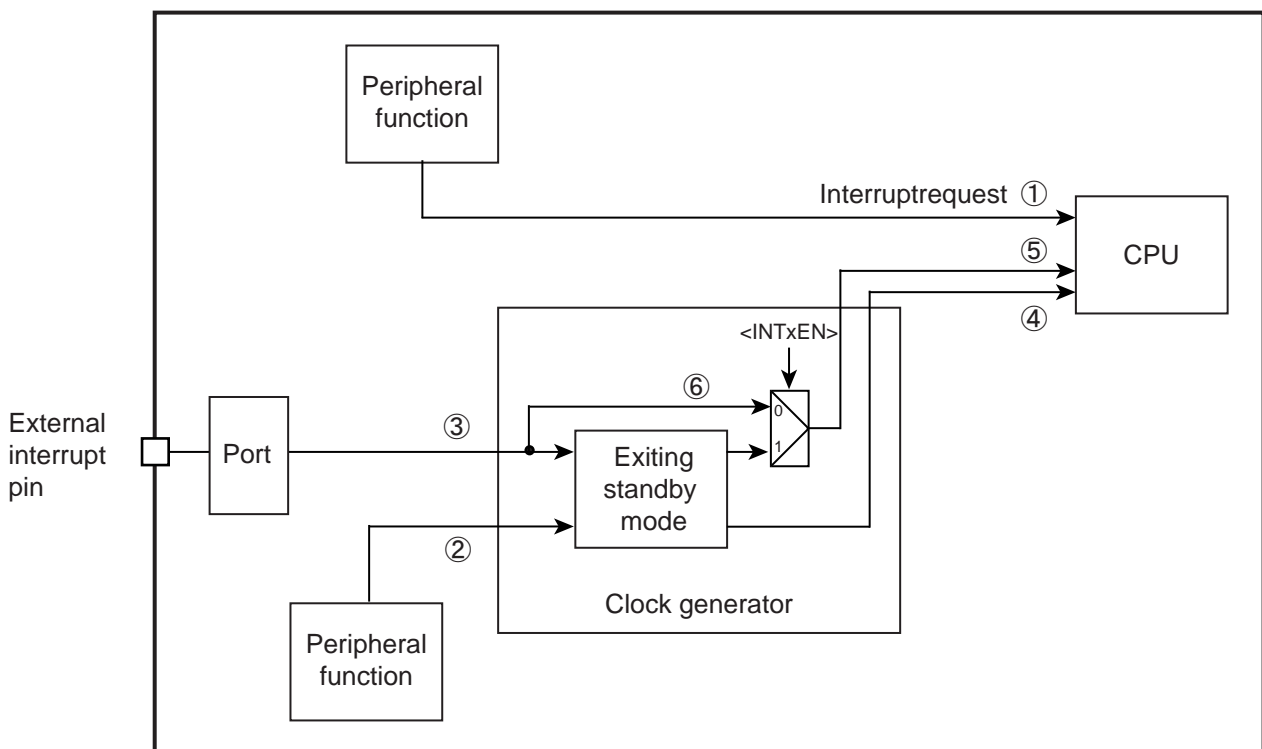 Peripheral
function
Interruptrequest ①
CPU
⑤
④
<INTxEN>
⑥
0
1
External
interrupt
pin
Port
③
Exiting
standby
mode
②
Clock generator
Peripheral
function